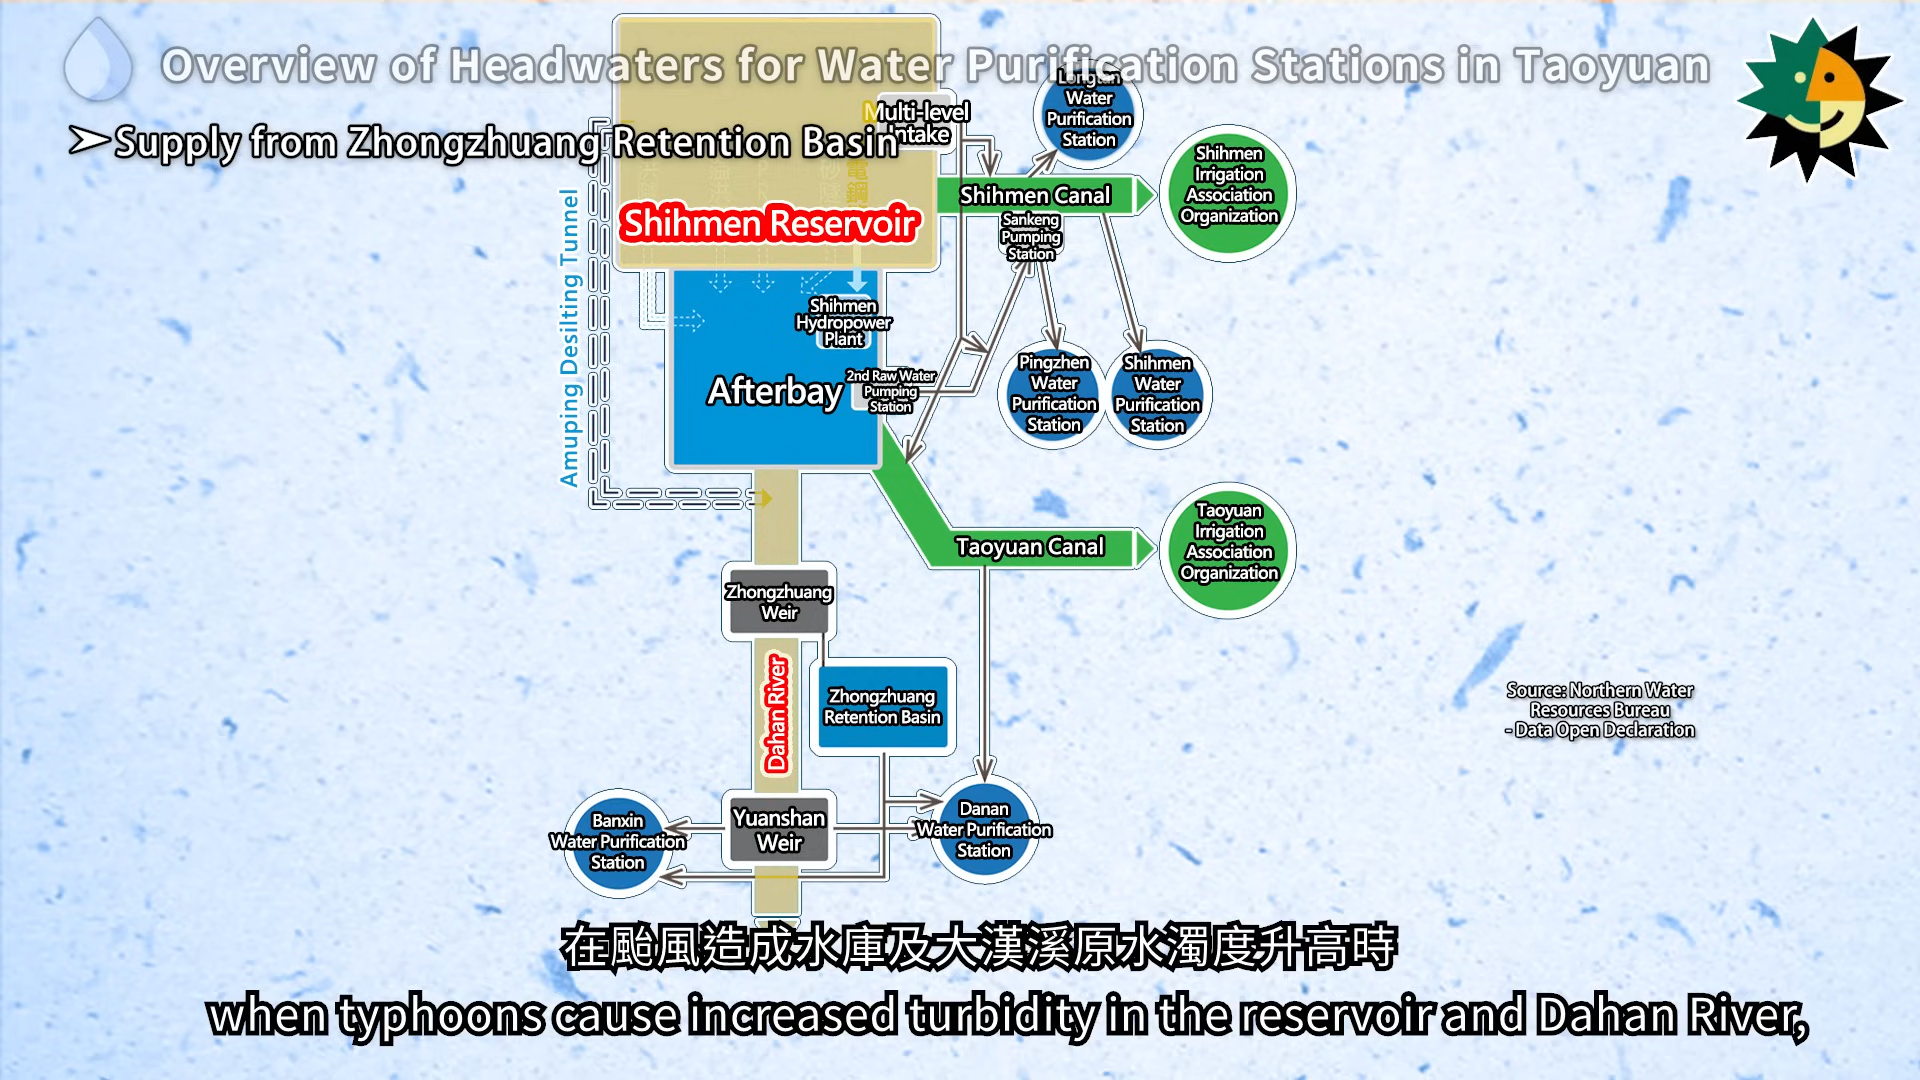 Overview of Headwaters for Water Purification Stations in Taoyuan
Supply from Zhongzhuang Retention Basin
Multi-level
Intake
Water
Purification
Station
Shihmen
Irrigation
Association
Organization
Shihmen Canal
Sankeng
Pumping
Station
Shihmen Reservoir
Amuping Desilting Tunnel
Shihmen
Hydropower
Plant
Afterbay
2nd Raw Water
Pumping
Station
Pingzhen
Water
Purification
Station
Shihmen
Water
Purification
Station
Taoyuan Canal
Taoyuan
Irrigation
Association
Organization
Zhongzhuang
Weir
Dahan River
Zhongzhuang
Retention Basin
Source: Northern Water
Resources Bureau
- Data Open Declaration
Banxin
Water Purification
Station
Yuanshan
Weir
Danan
Water Purification
Station
在颱風造成水庫及大漢溪原水濁度升高時
when typhoons cause increased turbidity in the reservoir and Dahan River,